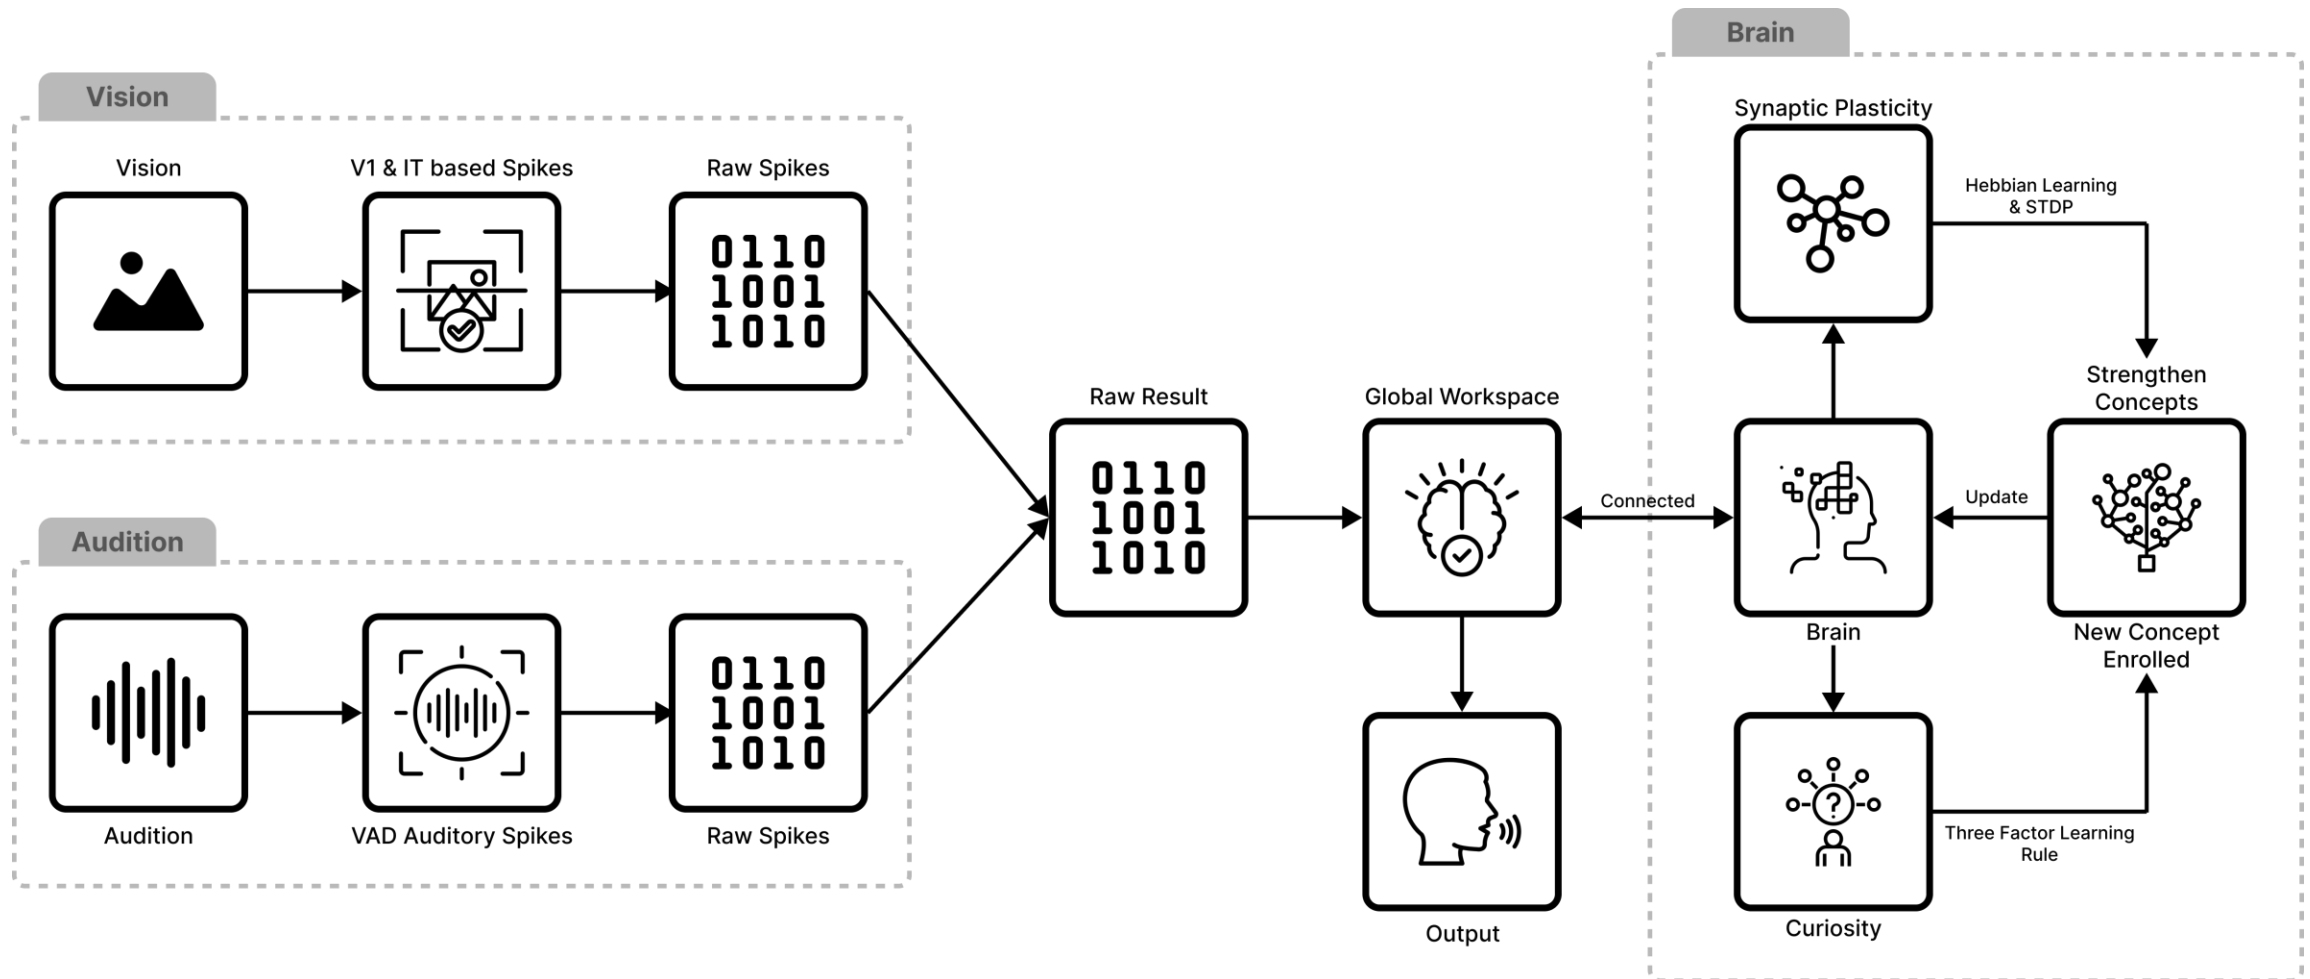 Vision
Vision
V1 & IT based Spikes
Raw Spikes
0110
1001
1010
Audition
0110
1001
1010
Audition
VAD Auditory Spikes
Raw Spikes
Raw Result
0110
1001
1010
Global Workspace
Output
Connected
Brain
Synaptic Plasticity
Hebbian Learning
& STDP
Strengthen
Concepts
Update
Brain
New Concept
Enrolled
?
Three Factor Learning
Rule
Curiosity